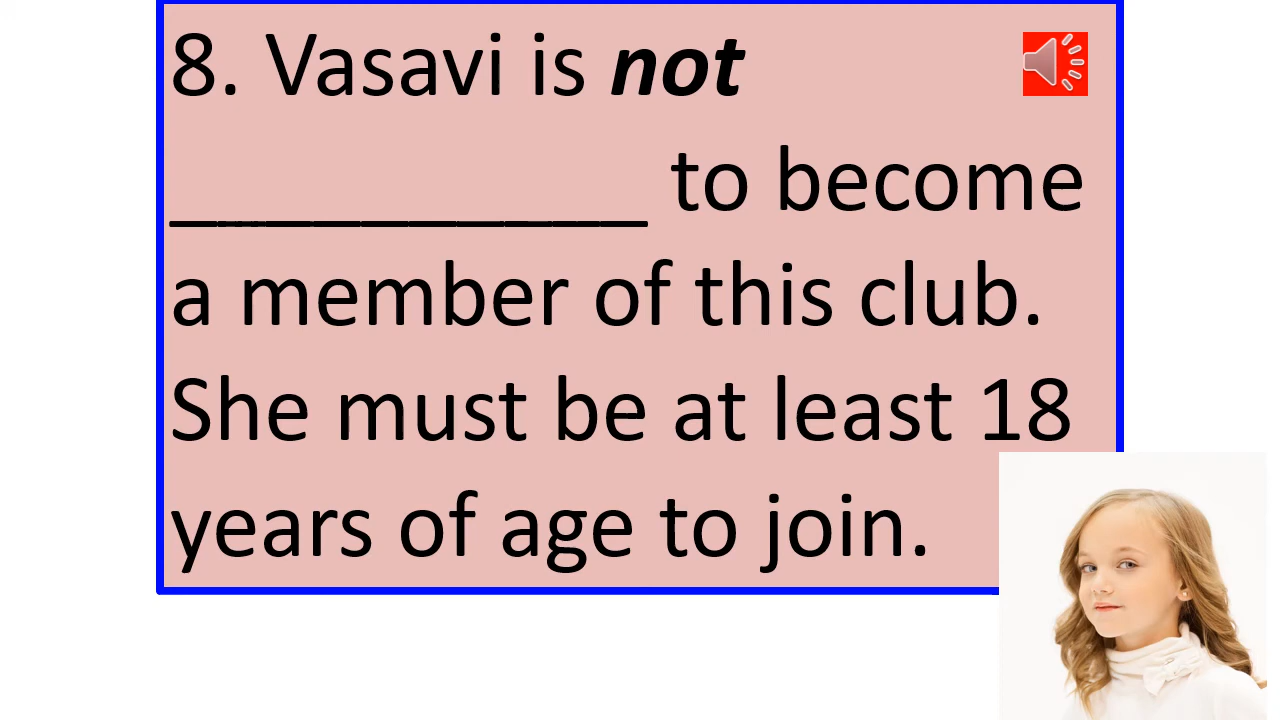 8. Vasavi is not
__________ to become
a member of this club.
She must be at least 18
years of age to join.